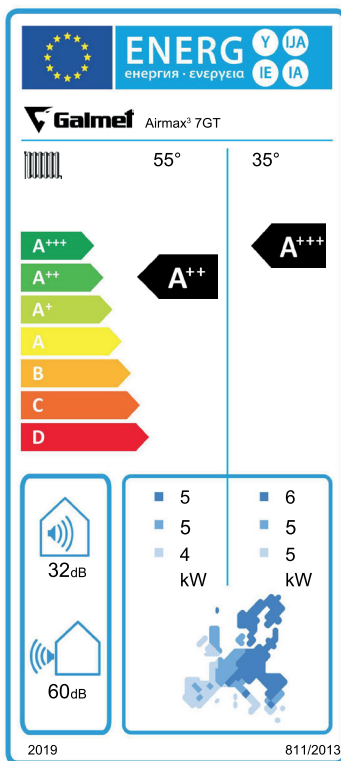 ENERG Y IJA
енергия · ενεργεια IE IA
Galmet Airmax³ 7GT
55° 35°
A+++
A++
A+
A
B
C
D
A++
A+++
32dB
60dB
5 6
5 5
4 5
kW kW
2019 811/2013